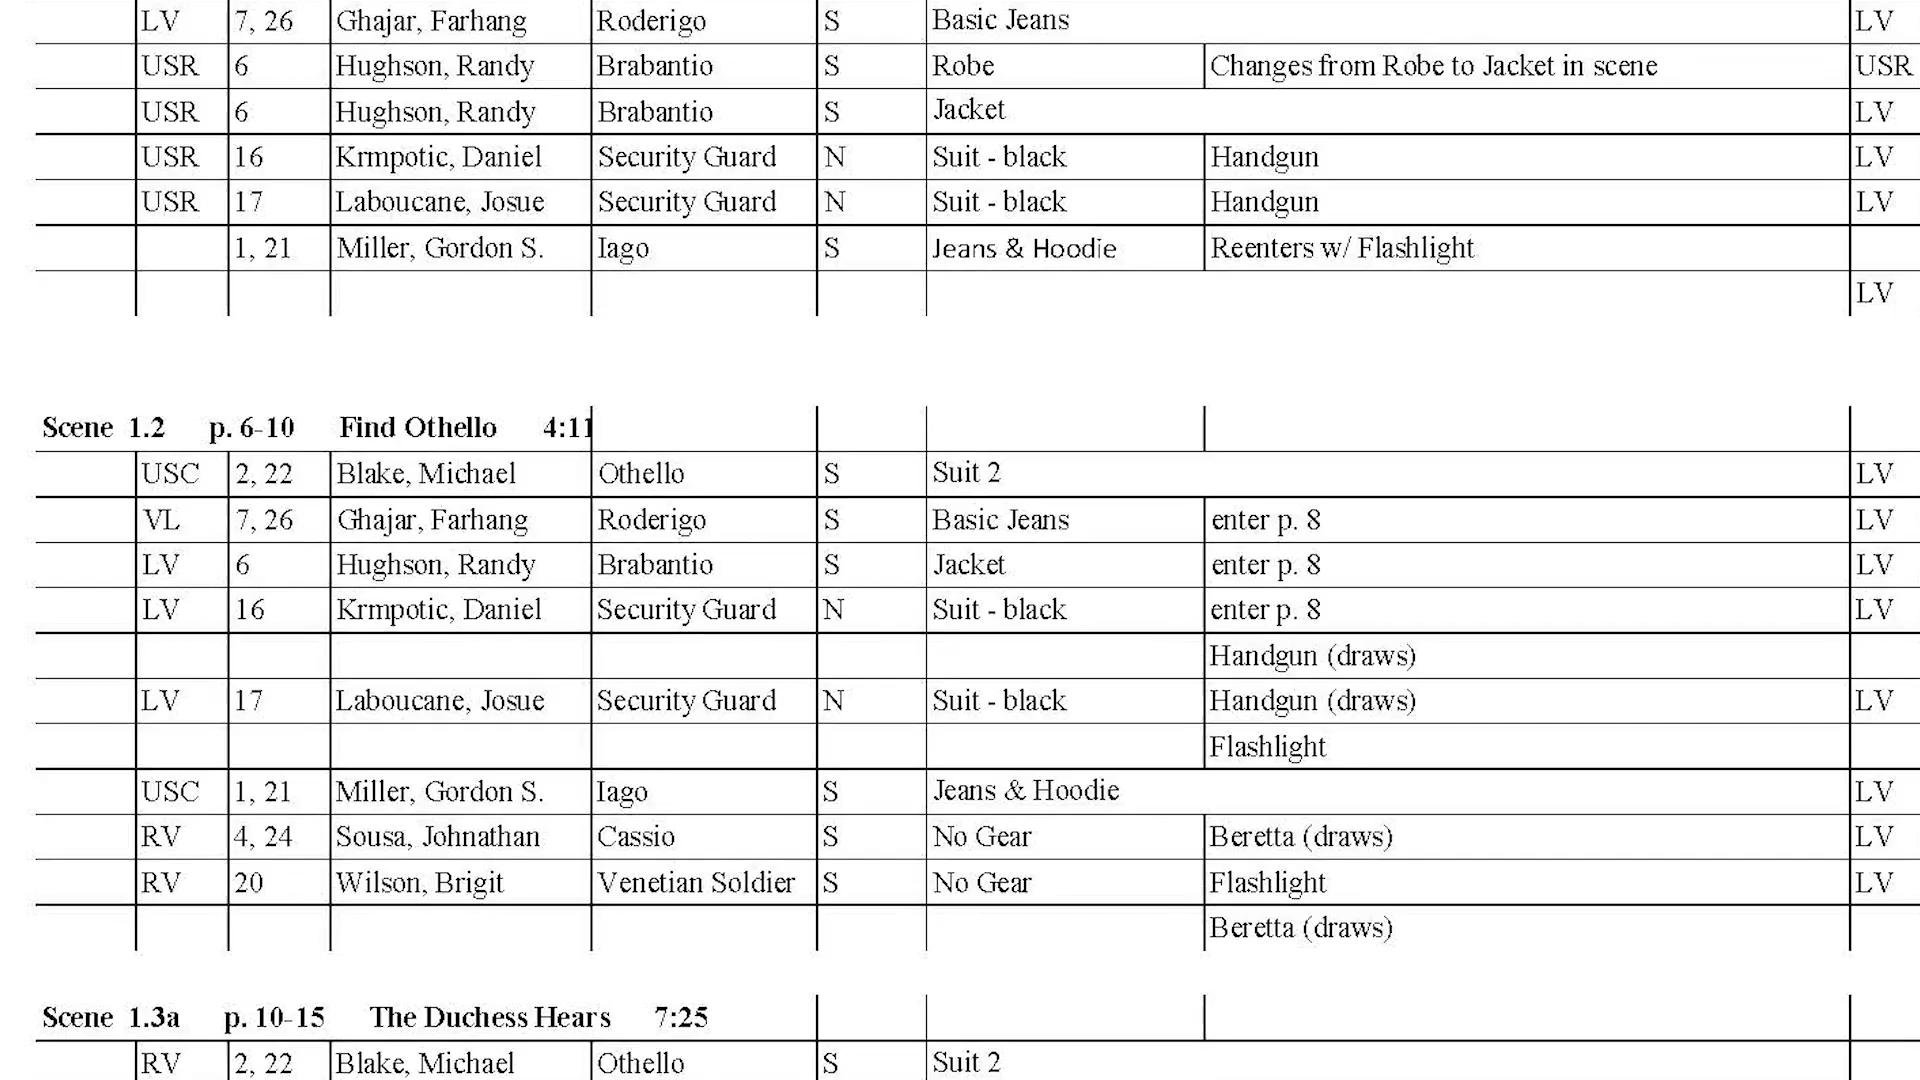 LV 7, 26 Ghajar, Farhang Roderigo S Basic Jeans LV
USR 6 Hughson, Randy Brabantio S Robe Changes from Robe to Jacket in scene USR
USR 6 Hughson, Randy Brabantio S Jacket LV
USR 16 Krmpotic, Daniel Security Guard N Suit - black Handgun LV
USR 17 Laboucane, Josue Security Guard N Suit - black Handgun LV
1, 21 Miller, Gordon S. Iago S Jeans & Hoodie Reenters w/ Flashlight
LV
Scene 1.2 p. 6-10 Find Othello 4:11
USC 2, 22 Blake, Michael Othello S Suit 2 LV
VL 7, 26 Ghajar, Farhang Roderigo S Basic Jeans enter p. 8 LV
LV 6 Hughson, Randy Brabantio S Jacket enter p. 8 LV
LV 16 Krmpotic, Daniel Security Guard N Suit - black enter p. 8 LV
Handgun (draws)
LV 17 Laboucane, Josue Security Guard N Suit - black Handgun (draws) LV
Flashlight
USC 1, 21 Miller, Gordon S. Iago S Jeans & Hoodie LV
RV 4, 24 Sousa, Johnathan Cassio S No Gear Beretta (draws) LV
RV 20 Wilson, Brigit Venetian Soldier S No Gear Flashlight LV
Beretta (draws)
Scene 1.3a p. 10-15 The Duchess Hears 7:25
RV 2, 22 Blake, Michael Othello S Suit 2